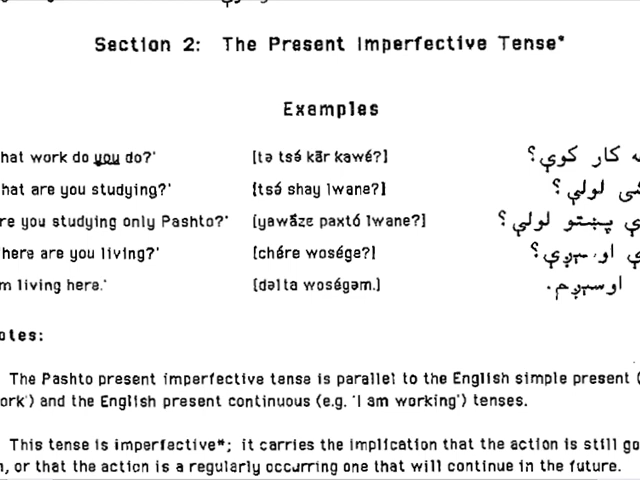 Section 2: The Present Imperfective Tense*
Examples
hat work do you do?' [tə tsə́ kār kawé?] ه کار کوې؟
hat are you studying?' [tsə́ shay lwane?] شی لولې؟
re you studying only Pashto?' [yawā́ze paxtó lwane?] ې پښتو لولې؟
here are you living?' [chére wosége?] ې اوسېږې؟
m living here.' [dəlta woségəm.] اوسېږم.
otes:
The Pashto present imperfective tense is parallel to the English simple present (
ork') and the English present continuous (e.g. 'I am working') tenses.
This tense is imperfective*; it carries the implication that the action is still go
, or that the action is a regularly occurring one that will continue in the future.